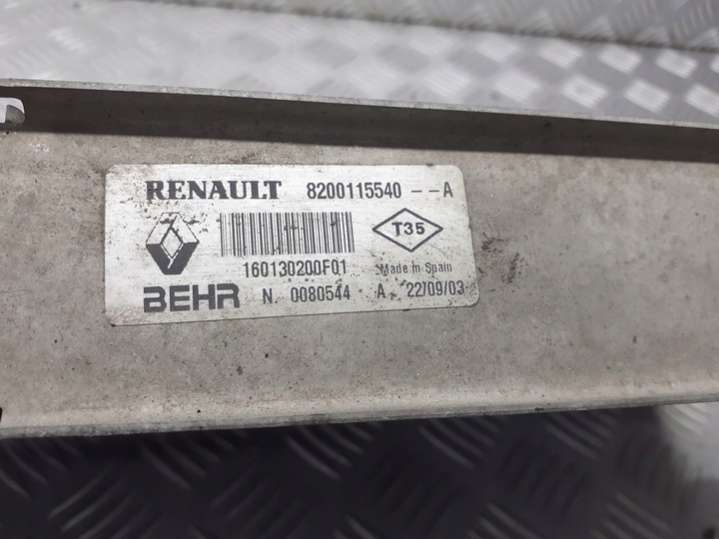 RENAULT 8200115540 -- A
T35
160130200F01 Made in Spain
BEHR N. 0080544 A 22/09/03